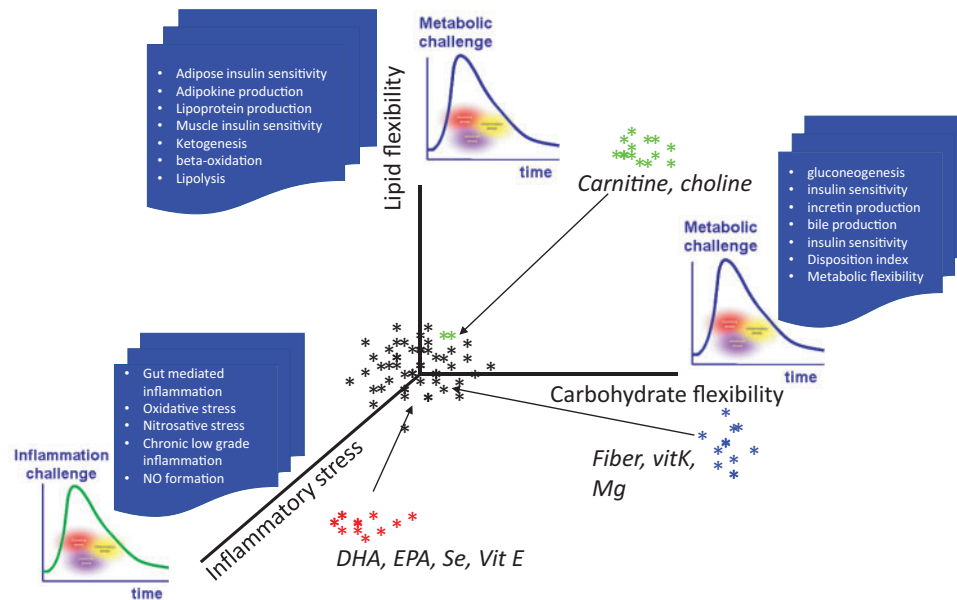 Metabolic
challenge
time
Lipid flexibility
• Adipose insulin sensitivity
• Adipokine production
• Lipoprotein production
• Muscle insulin sensitivity
• Ketogenesis
• beta-oxidation
• Lipolysis
Carnitine, choline
Metabolic
challenge
time
• gluconeogenesis
• insulin sensitivity
• incretin production
• bile production
• insulin sensitivity
• Disposition index
• Metabolic flexibility
Carbohydrate flexibility
Fiber, vitK,
Mg
• Gut mediated
inflammation
• Oxidative stress
• Nitrosative stress
• Chronic low grade
inflammation
• NO formation
Inflammation
challenge
time
Inflammatory stress
DHA, EPA, Se, Vit E